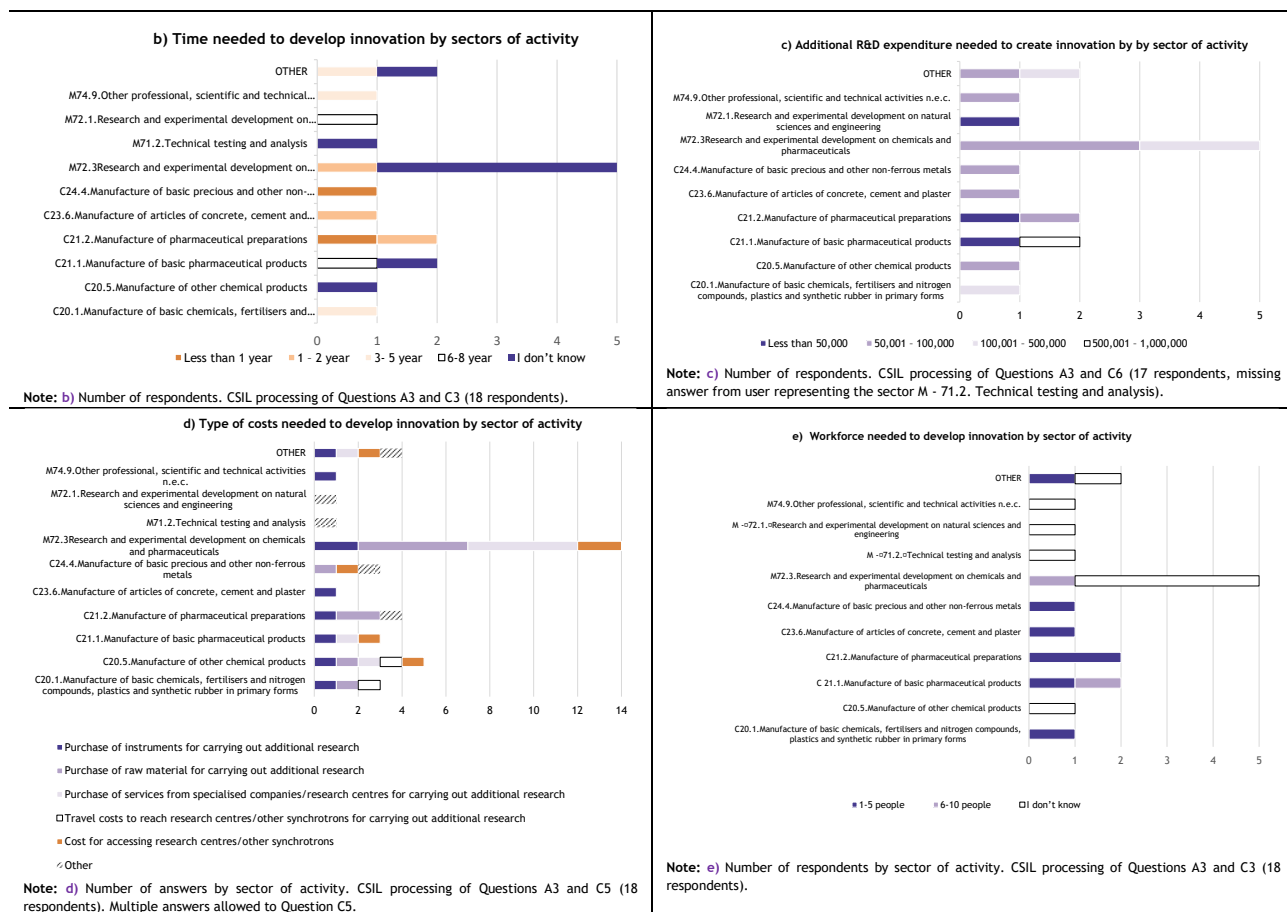 b) Time needed to develop innovation by sectors of activity
OTHER
M74.9.Other professional, scientific and technical…
M72.1.Research and experimental development on…
M71.2.Technical testing and analysis
M72.3Research and experimental development on…
C24.4.Manufacture of basic precious and other non-…
C23.6.Manufacture of articles of concrete, cement and…
C21.2.Manufacture of pharmaceutical preparations
C21.1.Manufacture of basic pharmaceutical products
C20.5.Manufacture of other chemical products
C20.1.Manufacture of basic chemicals, fertilisers and…
0 1 2 3 4 5
Less than 1 year 1 - 2 year 3- 5 year 6-8 year I don't know
Note: b) Number of respondents. CSIL processing of Questions A3 and C3 (18 respondents).
c) Additional R&D expenditure needed to create innovation by by sector of activity
OTHER
M74.9.Other professional, scientific and technical activities n.e.c.
M72.1.Research and experimental development on natural
sciences and engineering
M72.3Research and experimental development on chemicals and
pharmaceuticals
C24.4.Manufacture of basic precious and other non-ferrous metals
C23.6.Manufacture of articles of concrete, cement and plaster
C21.2.Manufacture of pharmaceutical preparations
C21.1.Manufacture of basic pharmaceutical products
C20.5.Manufacture of other chemical products
C20.1.Manufacture of basic chemicals, fertilisers and nitrogen
compounds, plastics and synthetic rubber in primary forms
0 1 2 3 4 5
Less than 50,000 50,001 - 100,000 100,001 - 500,000 500,001 - 1,000,000
Note: c) Number of respondents. CSIL processing of Questions A3 and C6 (17 respondents, missing
answer from user representing the sector M - 71.2. Technical testing and analysis).
d) Type of costs needed to develop innovation by sector of activity
OTHER
M74.9.Other professional, scientific and technical activities
n.e.c.
M72.1.Research and experimental development on natural
sciences and engineering
M71.2.Technical testing and analysis
M72.3Research and experimental development on chemicals
and pharmaceuticals
C24.4.Manufacture of basic precious and other non-ferrous
metals
C23.6.Manufacture of articles of concrete, cement and plaster
C21.2.Manufacture of pharmaceutical preparations
C21.1.Manufacture of basic pharmaceutical products
C20.5.Manufacture of other chemical products
C20.1.Manufacture of basic chemicals, fertilisers and nitrogen
compounds, plastics and synthetic rubber in primary forms
0 2 4 6 8 10 12 14
Purchase of instruments for carrying out additional research
Purchase of raw material for carrying out additional research
Purchase of services from specialised companies/research centres for carrying out additional research
Travel costs to reach research centres/other synchrotrons for carrying out additional research
Cost for accessing research centres/other synchrotrons
Other
Note: d) Number of answers by sector of activity. CSIL processing of Questions A3 and C5 (18
respondents). Multiple answers allowed to Question C5.
e) Workforce needed to develop innovation by sector of activity
OTHER
M74.9.Other professional, scientific and technical activities n.e.c.
M -¤72.1.¤Research and experimental development on natural sciences and
engineering
M -¤71.2.¤Technical testing and analysis
M72.3.Research and experimental development on chemicals and
pharmaceuticals
C24.4.Manufacture of basic precious and other non-ferrous metals
C23.6.Manufacture of articles of concrete, cement and plaster
C21.2.Manufacture of pharmaceutical preparations
C 21.1.Manufacture of basic pharmaceutical products
C20.5.Manufacture of other chemical products
C20.1.Manufacture of basic chemicals, fertilisers and nitrogen compounds,
plastics and synthetic rubber in primary forms
0 1 2 3 4 5
1-5 people 6-10 people I don't know
Note: e) Number of respondents by sector of activity. CSIL processing of Questions A3 and C3 (18
respondents).